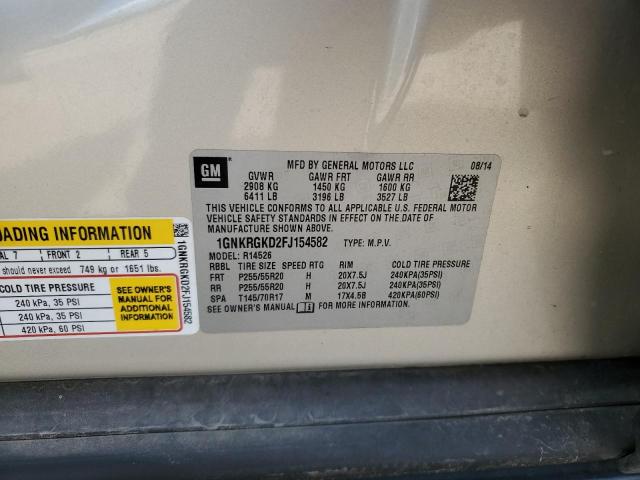 GM
MFD BY GENERAL MOTORS LLC 08/14
GVWR GAWR FRT GAWR RR
2908 KG 1450 KG 1600 KG
6411 LB 3196 LB 3527 LB
THIS VEHICLE CONFORMS TO ALL APPLICABLE U.S. FEDERAL MOTOR
VEHICLE SAFETY STANDARDS IN EFFECT ON THE DATE OF
MANUFACTURE SHOWN ABOVE.
1GNKRGKD2FJ154582 TYPE: M.P.V.
MODEL: R14526
RBBL TIRE SIZE SPEED RTG RIM COLD TIRE PRESSURE
FRT P255/55R20 H 20X7.5J 240KPA(35PSI)
RR P255/55R20 H 20X7.5J 240KPA(35PSI)
SPA T145/70R17 M 17X4.5B 420KPA(60PSI)
SEE OWNER'S MANUAL FOR MORE INFORMATION.
OADING INFORMATION
AL 7 FRONT 2 REAR 5
should never exceed 749 kg or 1651 lbs.
COLD TIRE PRESSURE
240 kPa, 35 PSI
240 kPa, 35 PSI
420 kPa, 60 PSI
SEE OWNER'S
MANUAL FOR
ADDITIONAL
INFORMATION
1GNKRGKD2FJ154582